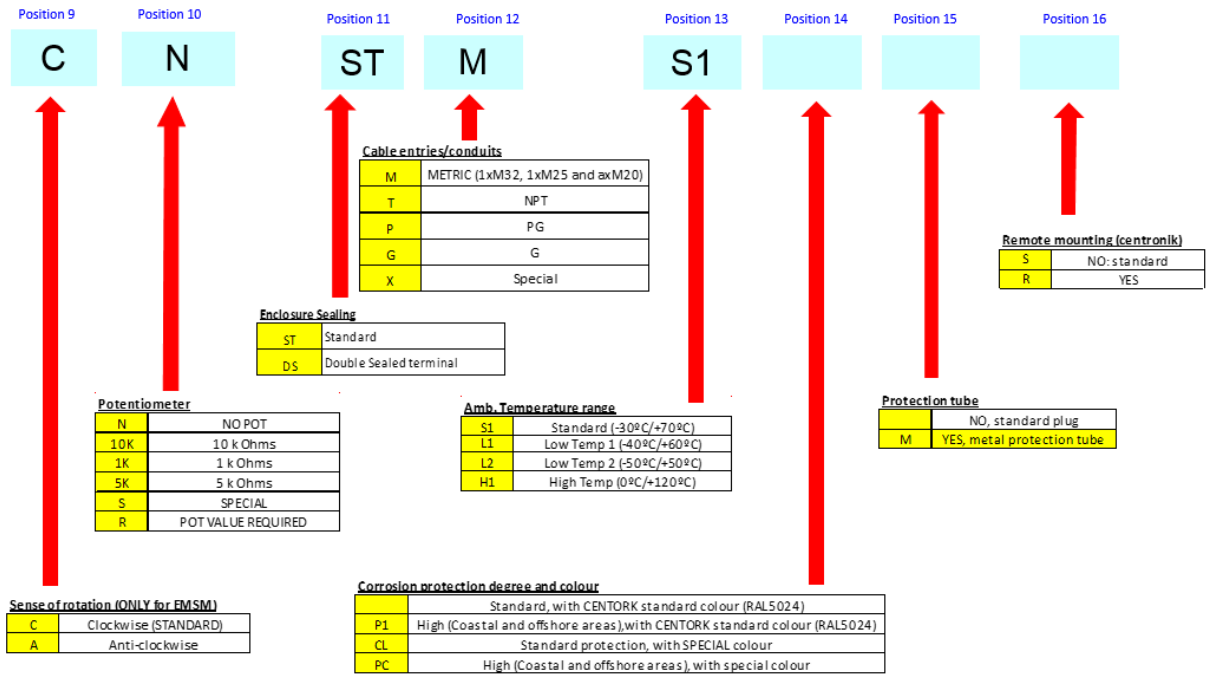 Position 9 Position 10 Position 11 Position 12 Position 13 Position 14 Position 15 Position 16
C N ST M S1
Cable entries/conduits
M METRIC (1xM32, 1xM25 and axM20)
T NPT
P PG
G G
X Special
Remote mounting (centronik)
S NO: standard
R YES
Enclosure Sealing
ST Standard
DS Double Sealed terminal
Potentiometer
N NO POT
10K 10 k Ohms
1K 1 k Ohms
5K 5 k Ohms
S SPECIAL
R POT VALUE REQUIRED
Amb. Temperature range
S1 Standard (-30ºC/+70ºC)
L1 Low Temp 1 (-40ºC/+60ºC)
L2 Low Temp 2 (-50ºC/+50ºC)
H1 High Temp (0ºC/+120ºC)
Protection tube
NO, standard plug
M YES, metal protection tube
Sense of rotation (ONLY for EMSM)
C Clockwise (STANDARD)
A Anti-clockwise
Corrosion protection degree and colour
Standard, with CENTORK standard colour (RAL5024)
P1 High (Coastal and offshore areas),with CENTORK standard colour (RAL5024)
CL Standard protection, with SPECIAL colour
PC High (Coastal and offshore areas), with special colour